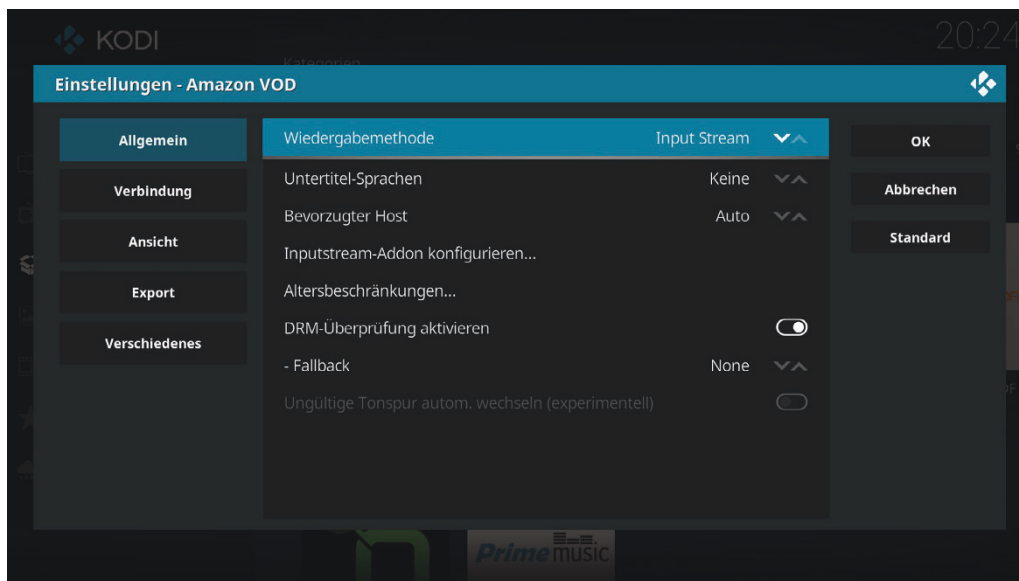 KODI
20:24
Kategorien
Einstellungen - Amazon VOD
Allgemein
Verbindung
Ansicht
Export
Verschiedenes
Wiedergabemethode Input Stream
Untertitel-Sprachen Keine
Bevorzugter Host Auto
Inputstream-Addon konfigurieren...
Altersbeschränkungen...
DRM-Überprüfung aktivieren
- Fallback None
Ungültige Tonspur autom. wechseln (experimentell)
OK
Abbrechen
Standard
Prime music